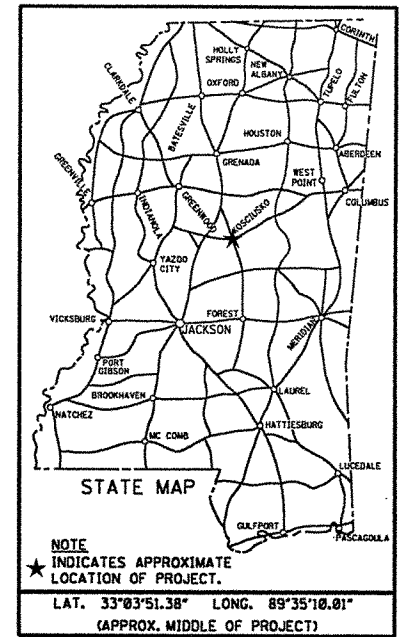 CORINTH
HOLLY
SPRINGS
NEW
ALBANY
CLARKDALE
OXFORD
TUPELO
FULTON
BATESVILLE
HOUSTON
ABERDEEN
GRENADA
GREENVILLE
WEST
POINT
INDIANOLA
GREENWOOD
COLUMBUS
KOSCIUSKO
YAZOO
CITY
VICKSBURG
FOREST
JACKSON
MERIDIAN
PORT
GIBSON
BROOKHAVEN
LAUREL
NATCHEZ
HATTIESBURG
MC COMB
LUCEDALE
STATE MAP
GULFPORT
PASCAGOULA
NOTE
INDICATES APPROXIMATE
LOCATION OF PROJECT.
LAT. 33°03'51.38" LONG. 89°35'10.01"
(APPROX. MIDDLE OF PROJECT)